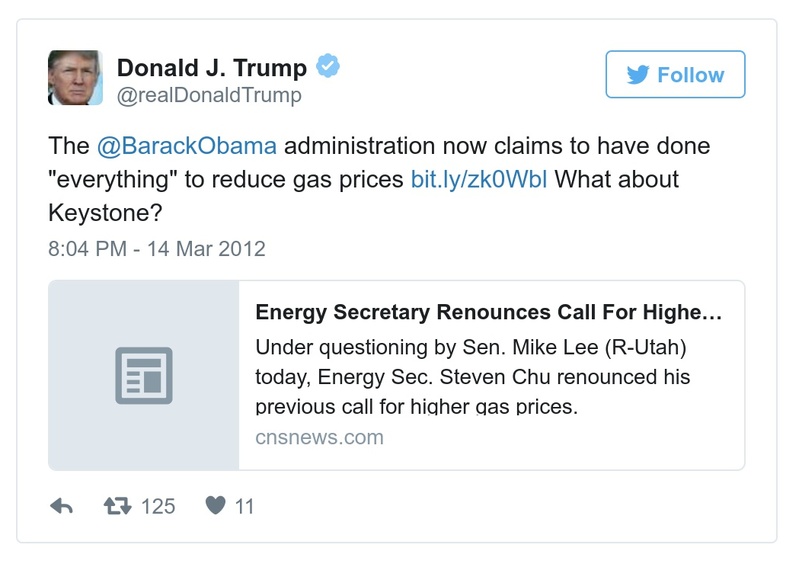 Donald J. Trump
@realDonaldTrump
Follow
The @BarackObama administration now claims to have done
"everything" to reduce gas prices bit.ly/zk0Wbl What about
Keystone?
8:04 PM - 14 Mar 2012
Energy Secretary Renounces Call For Highe…
Under questioning by Sen. Mike Lee (R-Utah)
today, Energy Sec. Steven Chu renounced his
previous call for higher gas prices.
cnsnews.com
125
11